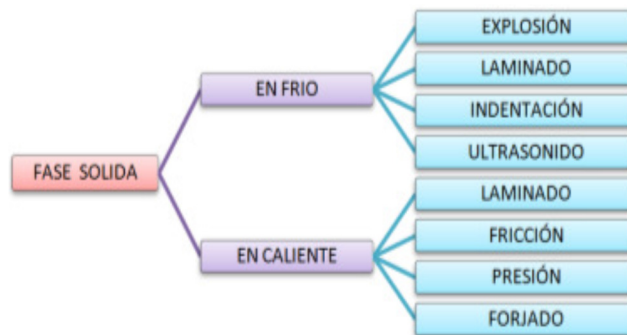 FASE SOLIDA
EN FRIO
EXPLOSIÓN
LAMINADO
INDENTACIÓN
ULTRASONIDO
EN CALIENTE
LAMINADO
FRICCIÓN
PRESIÓN
FORJADO